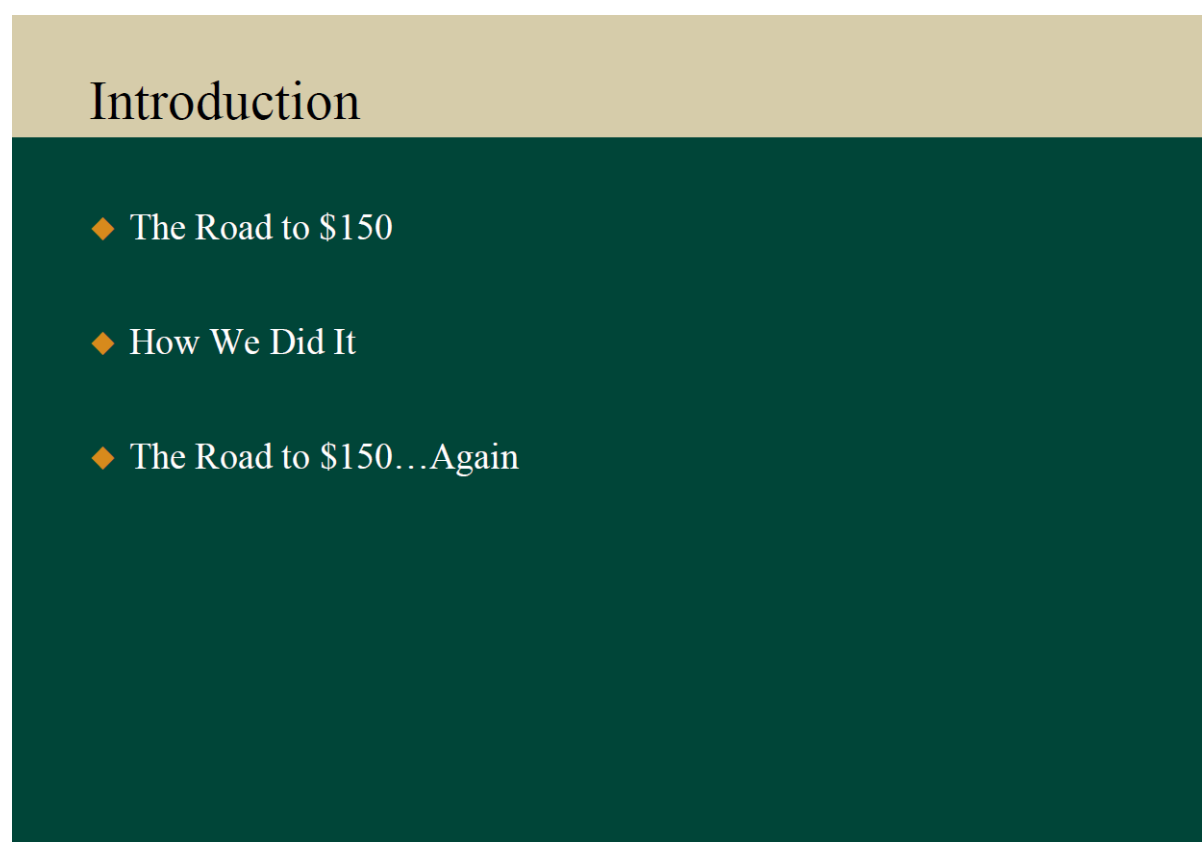 Introduction
The Road to $150
How We Did It
The Road to $150…Again